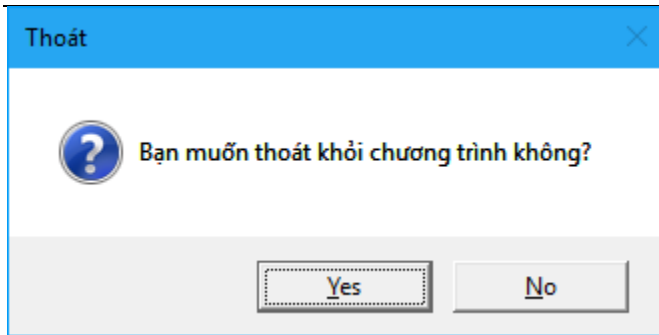 Thoát
Bạn muốn thoát khỏi chương trình không?
Yes
No